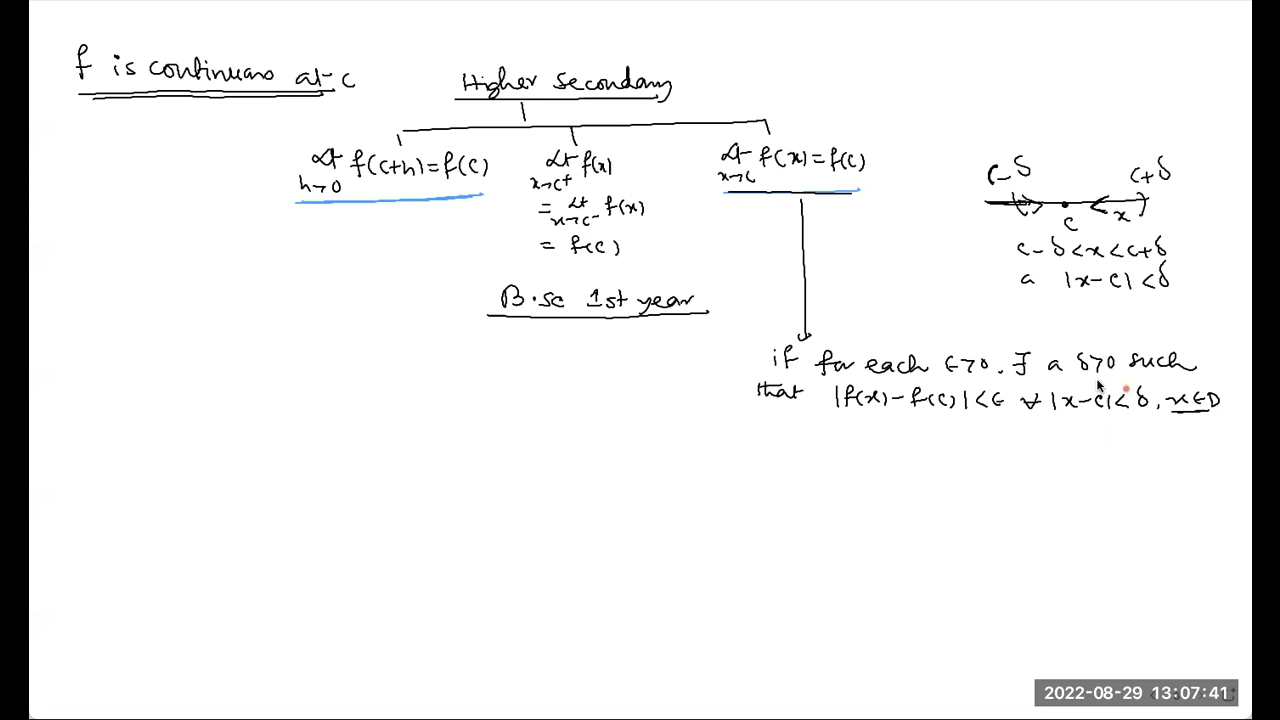 f is continuous at c
Higher secondary
Lt h→0 f(c+h)=f(c)
Lt x→c+ f(x)
= Lt x→c- f(x)
= f(c)
Lt x→c f(x)=f(c)
c-δ c+δ
c x
c-δ<x<c+δ
a |x-c|<δ
B.sc 1st year
if for each ϵ>0, ∃ a δ>0 such
that |f(x)-f(c)|<ϵ ∀ |x-c|<δ, x∈D
2022-08-29 13:07:41